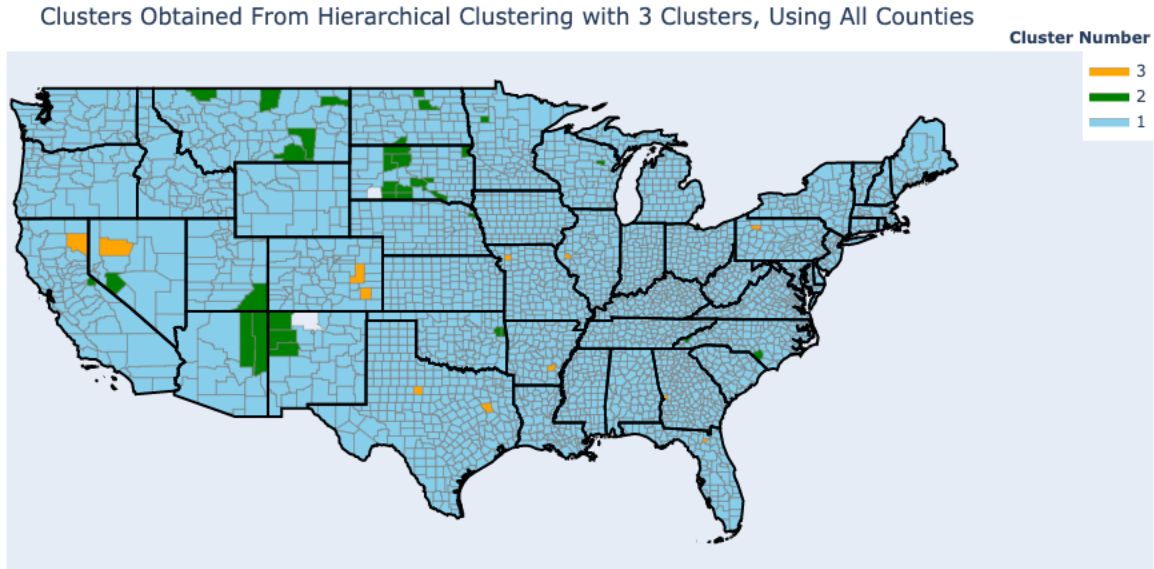 Clusters Obtained From Hierarchical Clustering with 3 Clusters, Using All Counties
Cluster Number
3
2
1